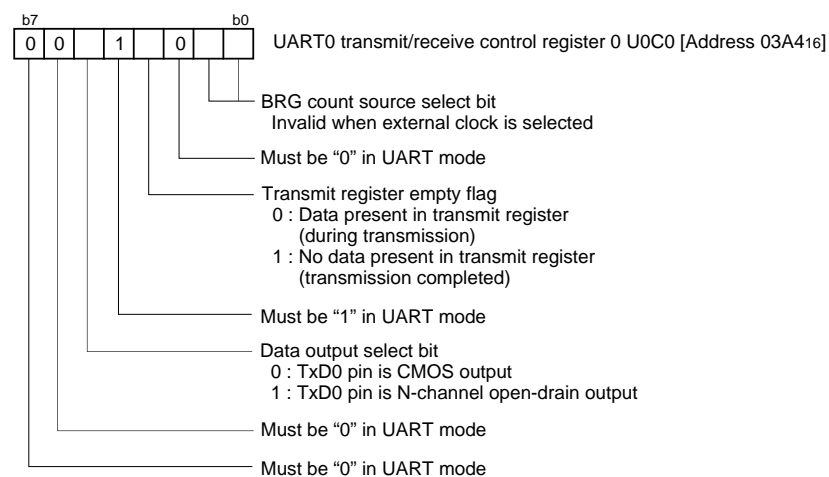 b7 b0
0 0 1 0 UART0 transmit/receive control register 0 U0C0 [Address 03A416]
BRG count source select bit
Invalid when external clock is selected
Must be “0” in UART mode
Transmit register empty flag
0 : Data present in transmit register
(during transmission)
1 : No data present in transmit register
(transmission completed)
Must be “1” in UART mode
Data output select bit
0 : TxD0 pin is CMOS output
1 : TxD0 pin is N-channel open-drain output
Must be “0” in UART mode
Must be “0” in UART mode